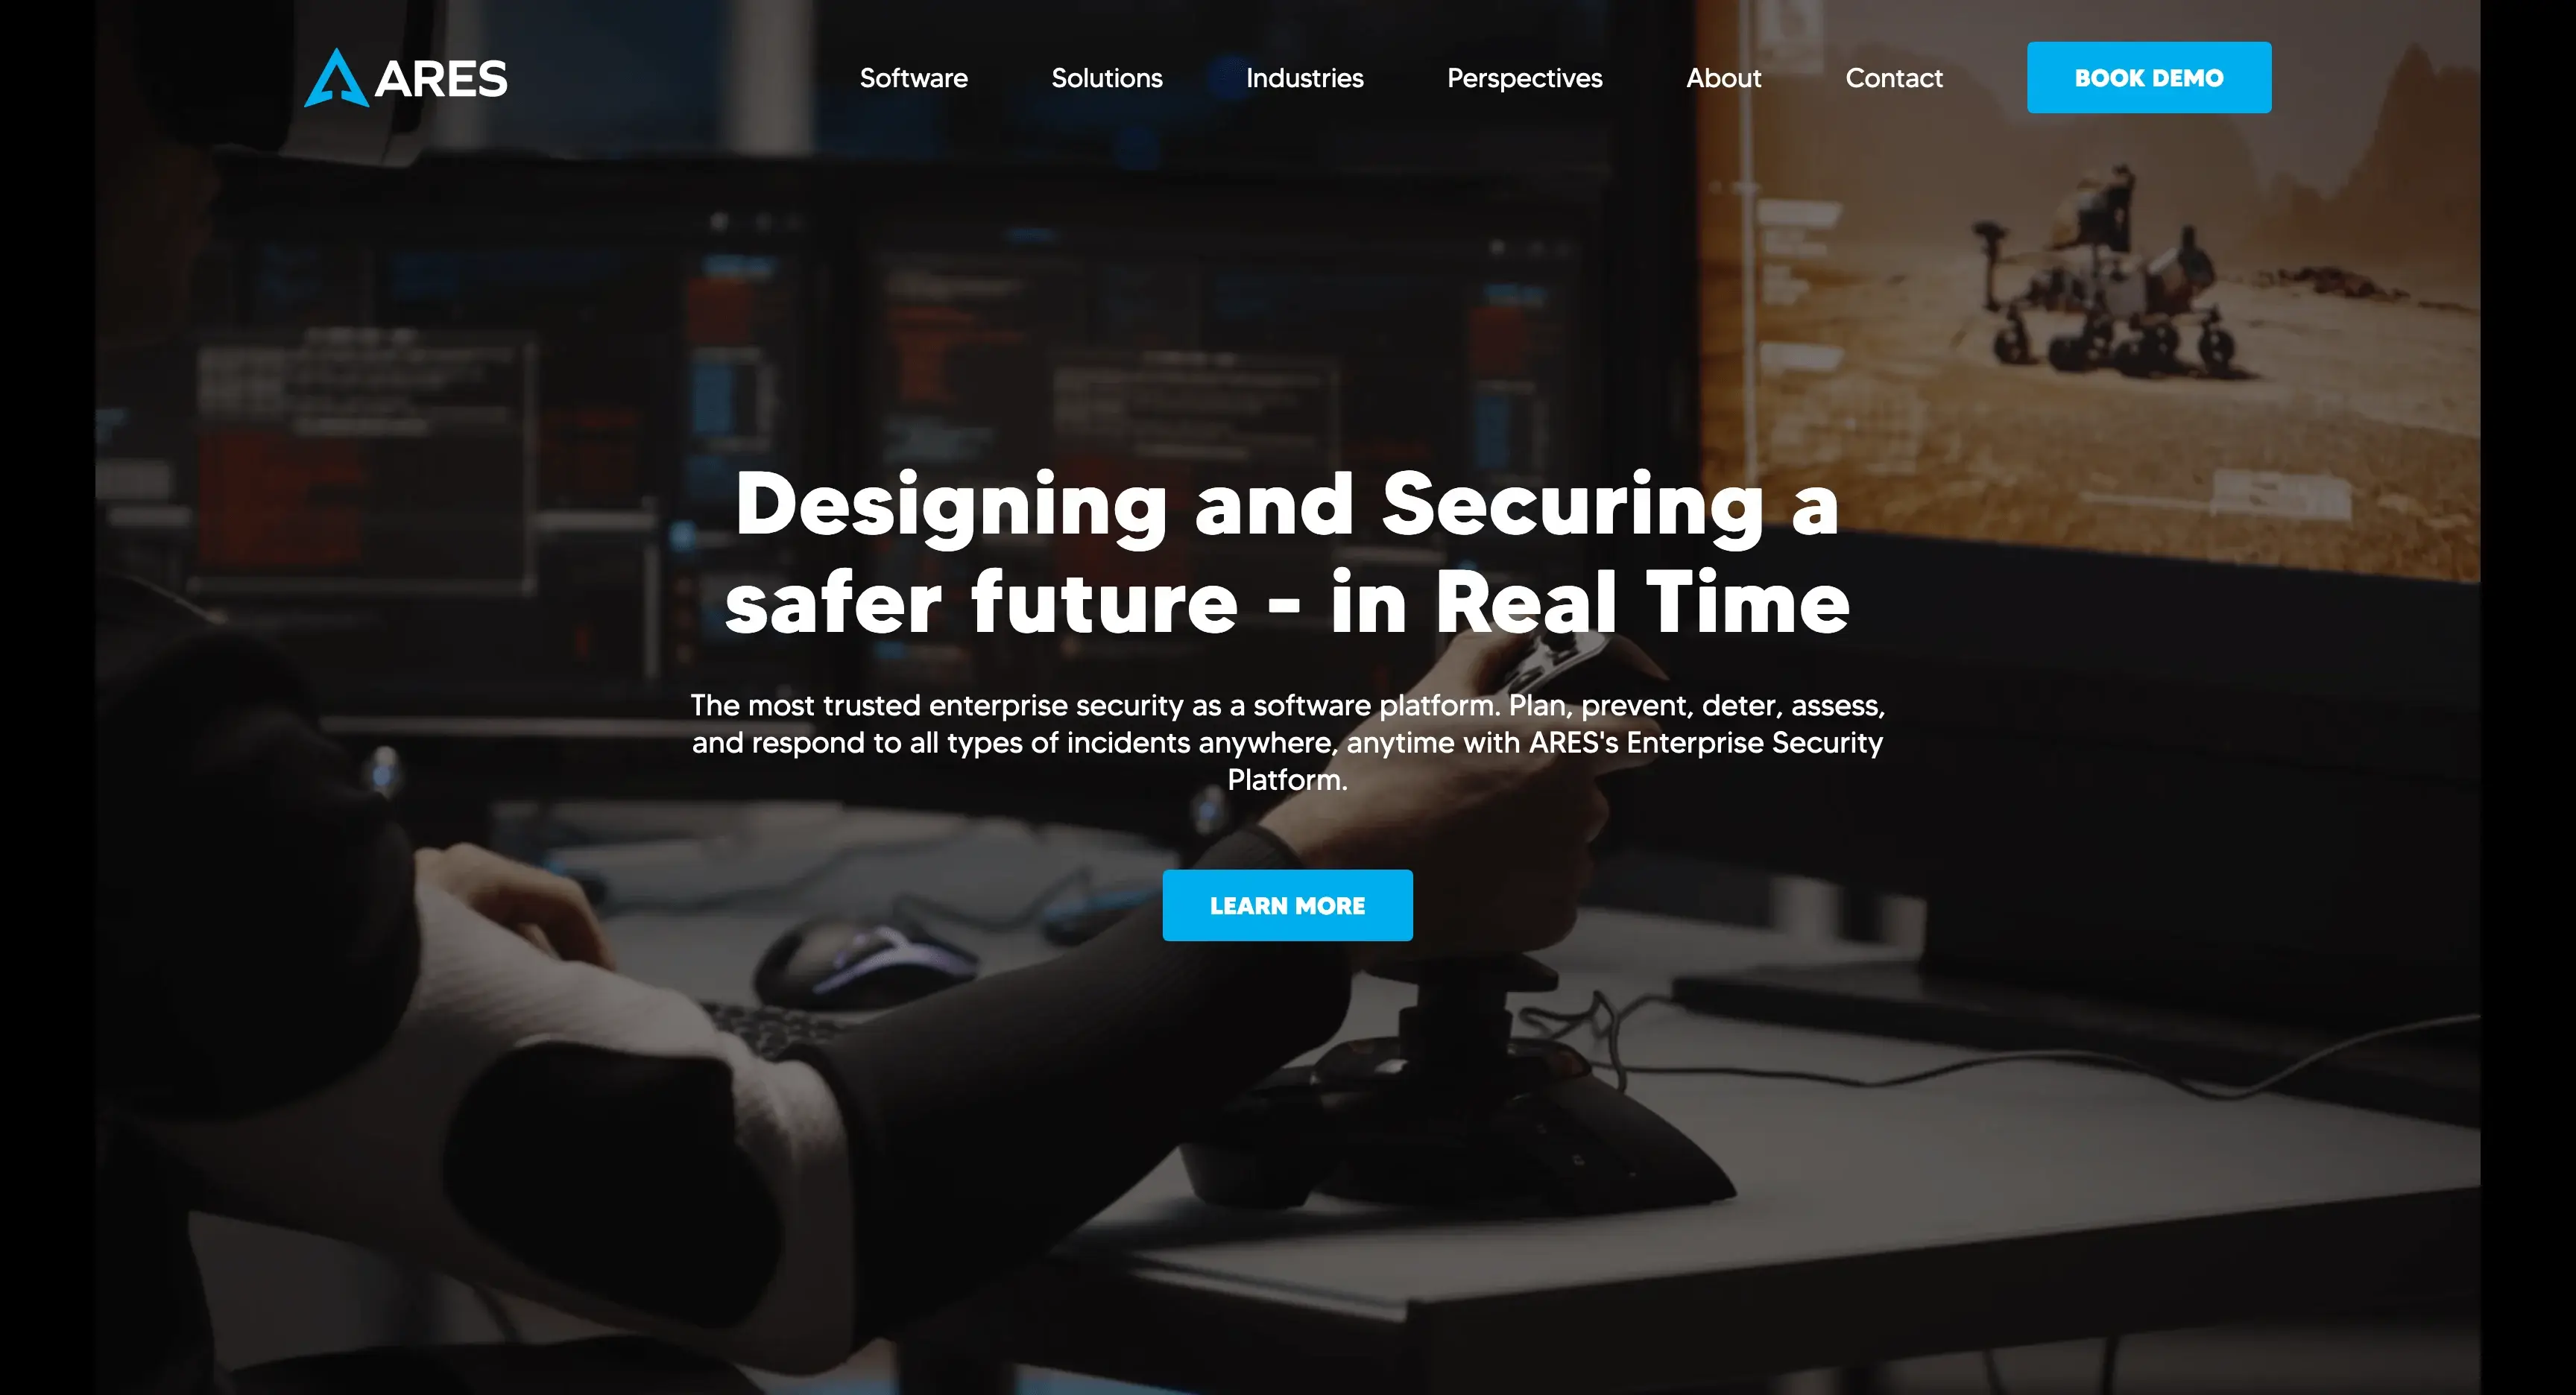 ARES
Software
Solutions
Industries
Perspectives
About
Contact
BOOK DEMO
Designing and Securing a
safer future - in Real Time
The most trusted enterprise security as a software platform. Plan, prevent, deter, assess,
and respond to all types of incidents anywhere, anytime with ARES's Enterprise Security
Platform.
LEARN MORE